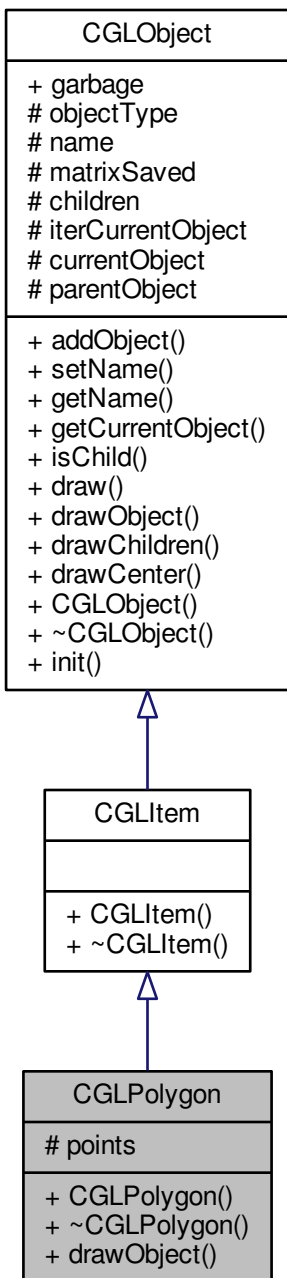 CGLObject
+ garbage
# objectType
# name
# matrixSaved
# children
# iterCurrentObject
# currentObject
# parentObject
+ addObject()
+ setName()
+ getName()
+ getCurrentObject()
+ isChild()
+ draw()
+ drawObject()
+ drawChildren()
+ drawCenter()
+ CGLObject()
+ ~CGLObject()
+ init()
CGLItem
+ CGLItem()
+ ~CGLItem()
CGLPolygon
# points
+ CGLPolygon()
+ ~CGLPolygon()
+ drawObject()